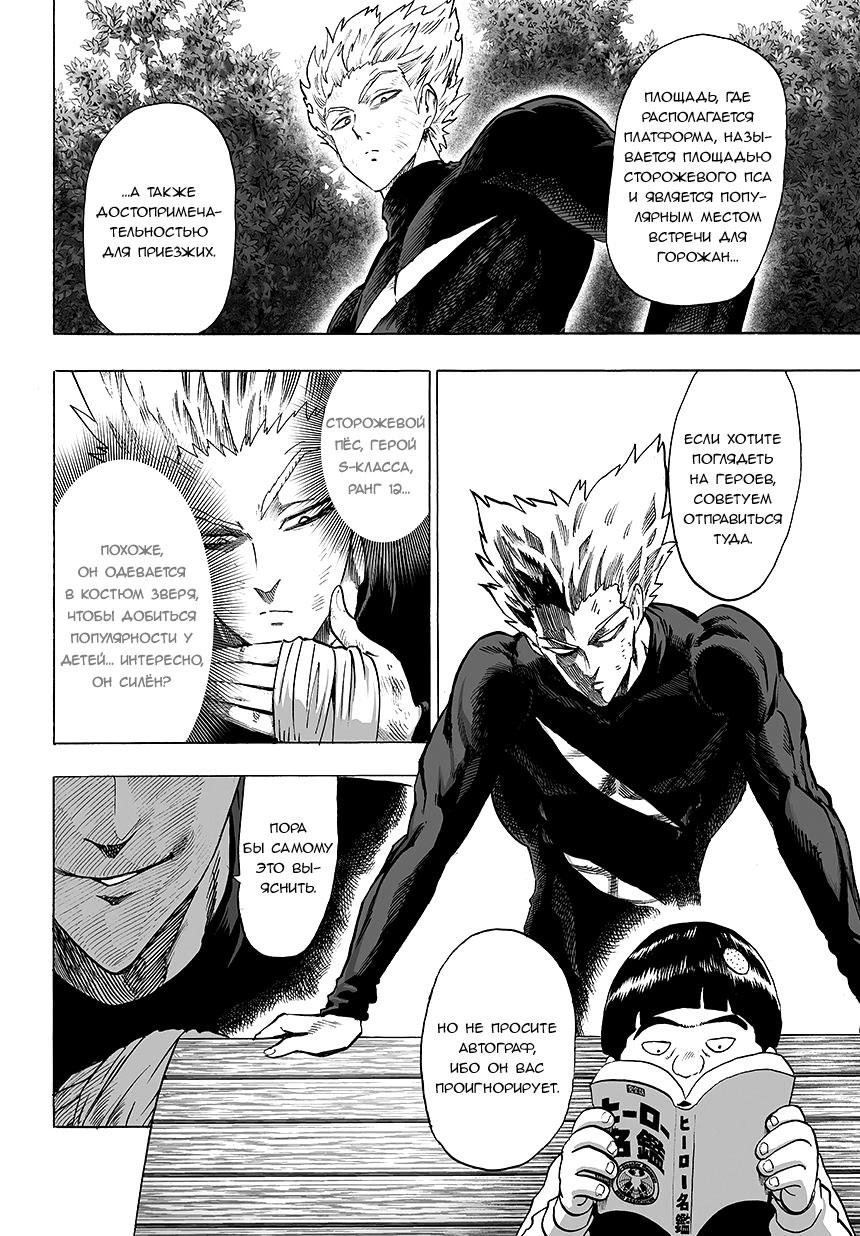 ПЛОЩАДЬ, ГДЕ
РАСПОЛАГАЕТСЯ
ПЛАТФОРМА, НАЗЫ-
ВАЕТСЯ ПЛОЩАДЬЮ
СТОРОЖЕВОГО ПСА
И ЯВЛЯЕТСЯ ПОПУ-
ЛЯРНЫМ МЕСТОМ
ВСТРЕЧИ ДЛЯ
ГОРОЖАН...
...А ТАКЖЕ
ДОСТОПРИМЕЧА-
ТЕЛЬНОСТЬЮ
ДЛЯ ПРИЕЗЖИХ.
СТОРОЖЕВОЙ
ПЁС, ГЕРОЙ
S-КЛАССА,
РАНГ 12...
ПОХОЖЕ,
ОН ОДЕВАЕТСЯ
В КОСТЮМ ЗВЕРЯ,
ЧТОБЫ ДОБИТЬСЯ
ПОПУЛЯРНОСТИ У
ДЕТЕЙ... ИНТЕРЕСНО,
ОН СИЛЁН?
ЕСЛИ ХОТИТЕ
ПОГЛЯДЕТЬ
НА ГЕРОЕВ,
СОВЕТУЕМ
ОТПРАВИТЬСЯ
ТУДА.
ПОРА
БЫ САМОМУ
ЭТО ВЫ-
ЯСНИТЬ.
НО НЕ ПРОСИТЕ
АВТОГРАФ,
ИБО ОН ВАС
ПРОИГНОРИРУЕТ.
ヒーロー
名鑑
ヒーロー名鑑